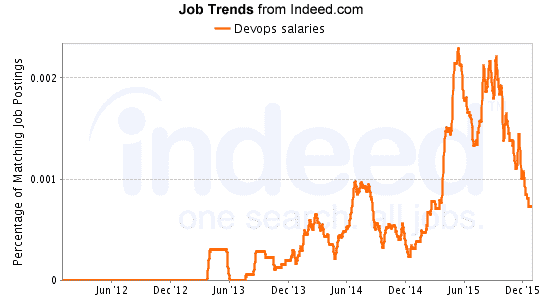 Job Trends from Indeed.com
Devops salaries
Percentage of Matching Job Postings
0.002
0.001
0
indeed
one search. all jobs.
Jun'12 Dec'12 Jun'13 Dec'13 Jun'14 Dec'14 Jun'15 Dec'15